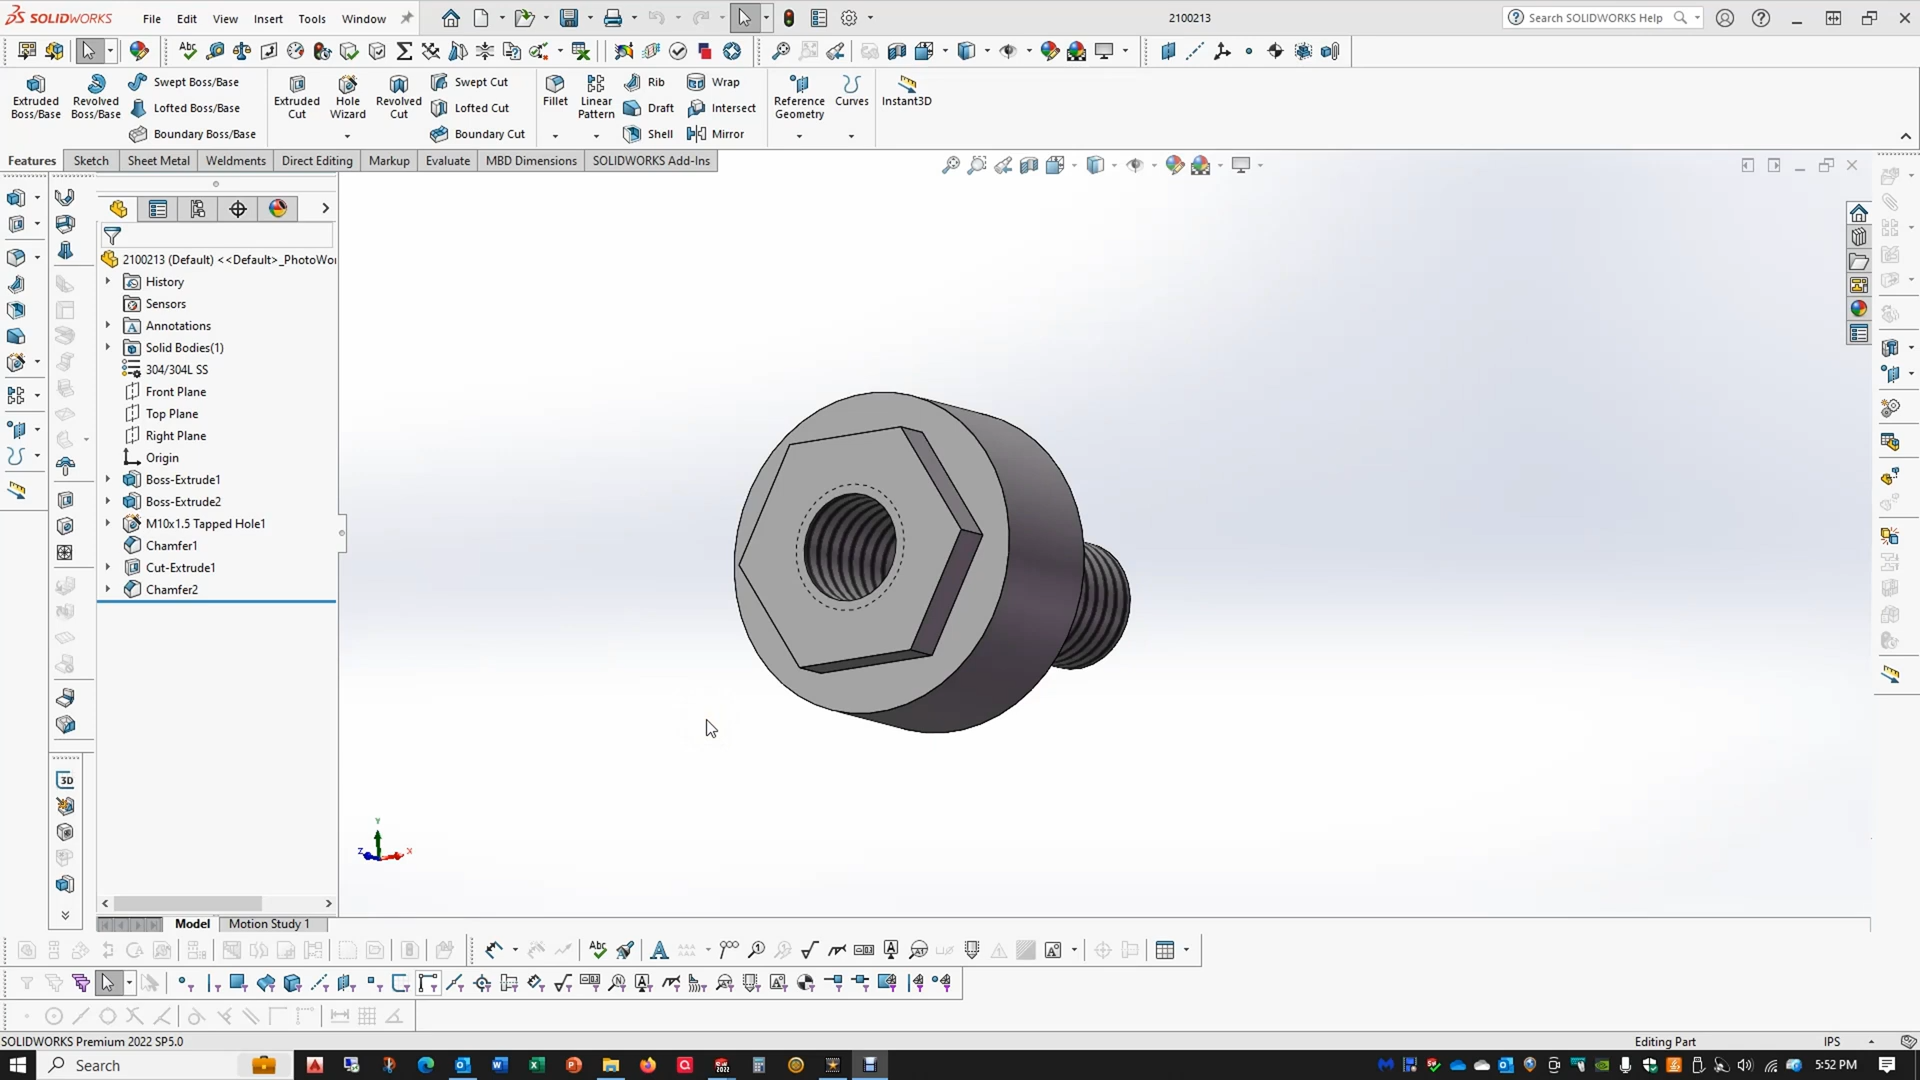 SOLIDWORKS
File Edit View Insert Tools Window
2100213
Search SOLIDWORKS Help
Extruded Boss/Base
Revolved Boss/Base
Swept Boss/Base
Lofted Boss/Base
Boundary Boss/Base
Extruded Cut
Hole Wizard
Revolved Cut
Swept Cut
Lofted Cut
Boundary Cut
Fillet
Linear Pattern
Rib
Draft
Shell
Wrap
Intersect
Mirror
Reference Geometry
Curves
Instant3D
Features Sketch Sheet Metal Weldments Direct Editing Markup Evaluate MBD Dimensions SOLIDWORKS Add-Ins
2100213 (Default) <<Default>_PhotoWor
History
Sensors
Annotations
Solid Bodies(1)
304/304L SS
Front Plane
Top Plane
Right Plane
Origin
Boss-Extrude1
Boss-Extrude2
M10x1.5 Tapped Hole1
Chamfer1
Cut-Extrude1
Chamfer2
Y
Z
X
3D
Model Motion Study 1
SOLIDWORKS Premium 2022 SP5.0
Editing Part
IPS
Search
5:52 PM